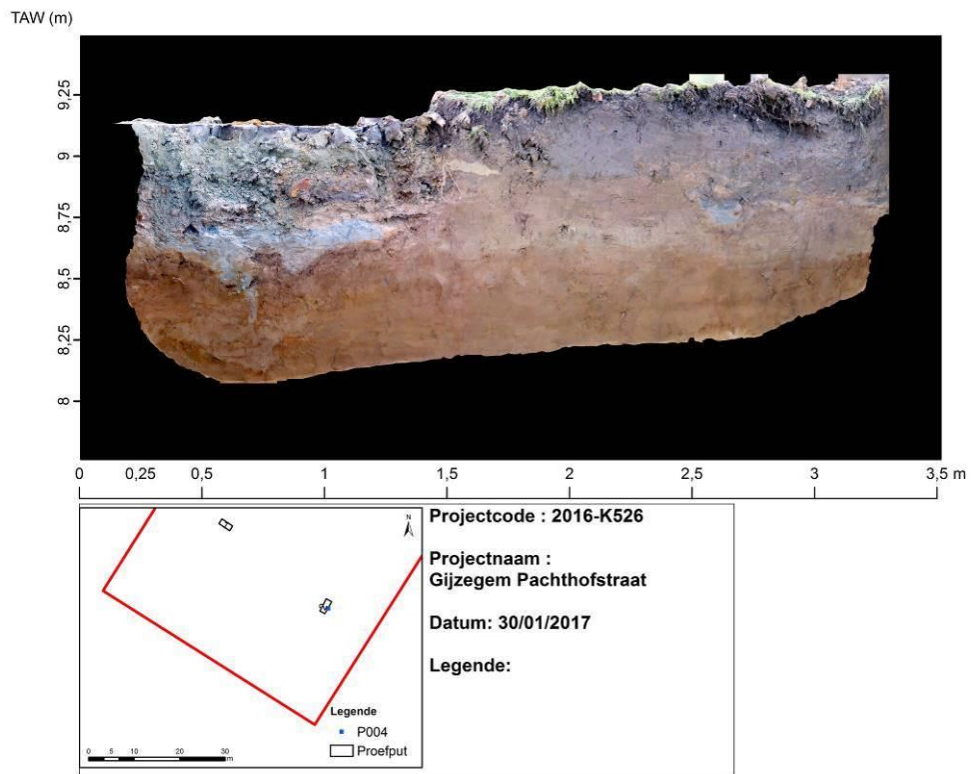 TAW (m)
9,25
9
8,75
8,5
8,25
8
0 0,25 0,5 1 1,5 2 2,5 3 3,5 m
Projectcode : 2016-K526
Projectnaam :
Gijzegem Pachthofstraat
Datum: 30/01/2017
Legende:
N
Legende
P004
Proefput
0 5 10 20 30
m